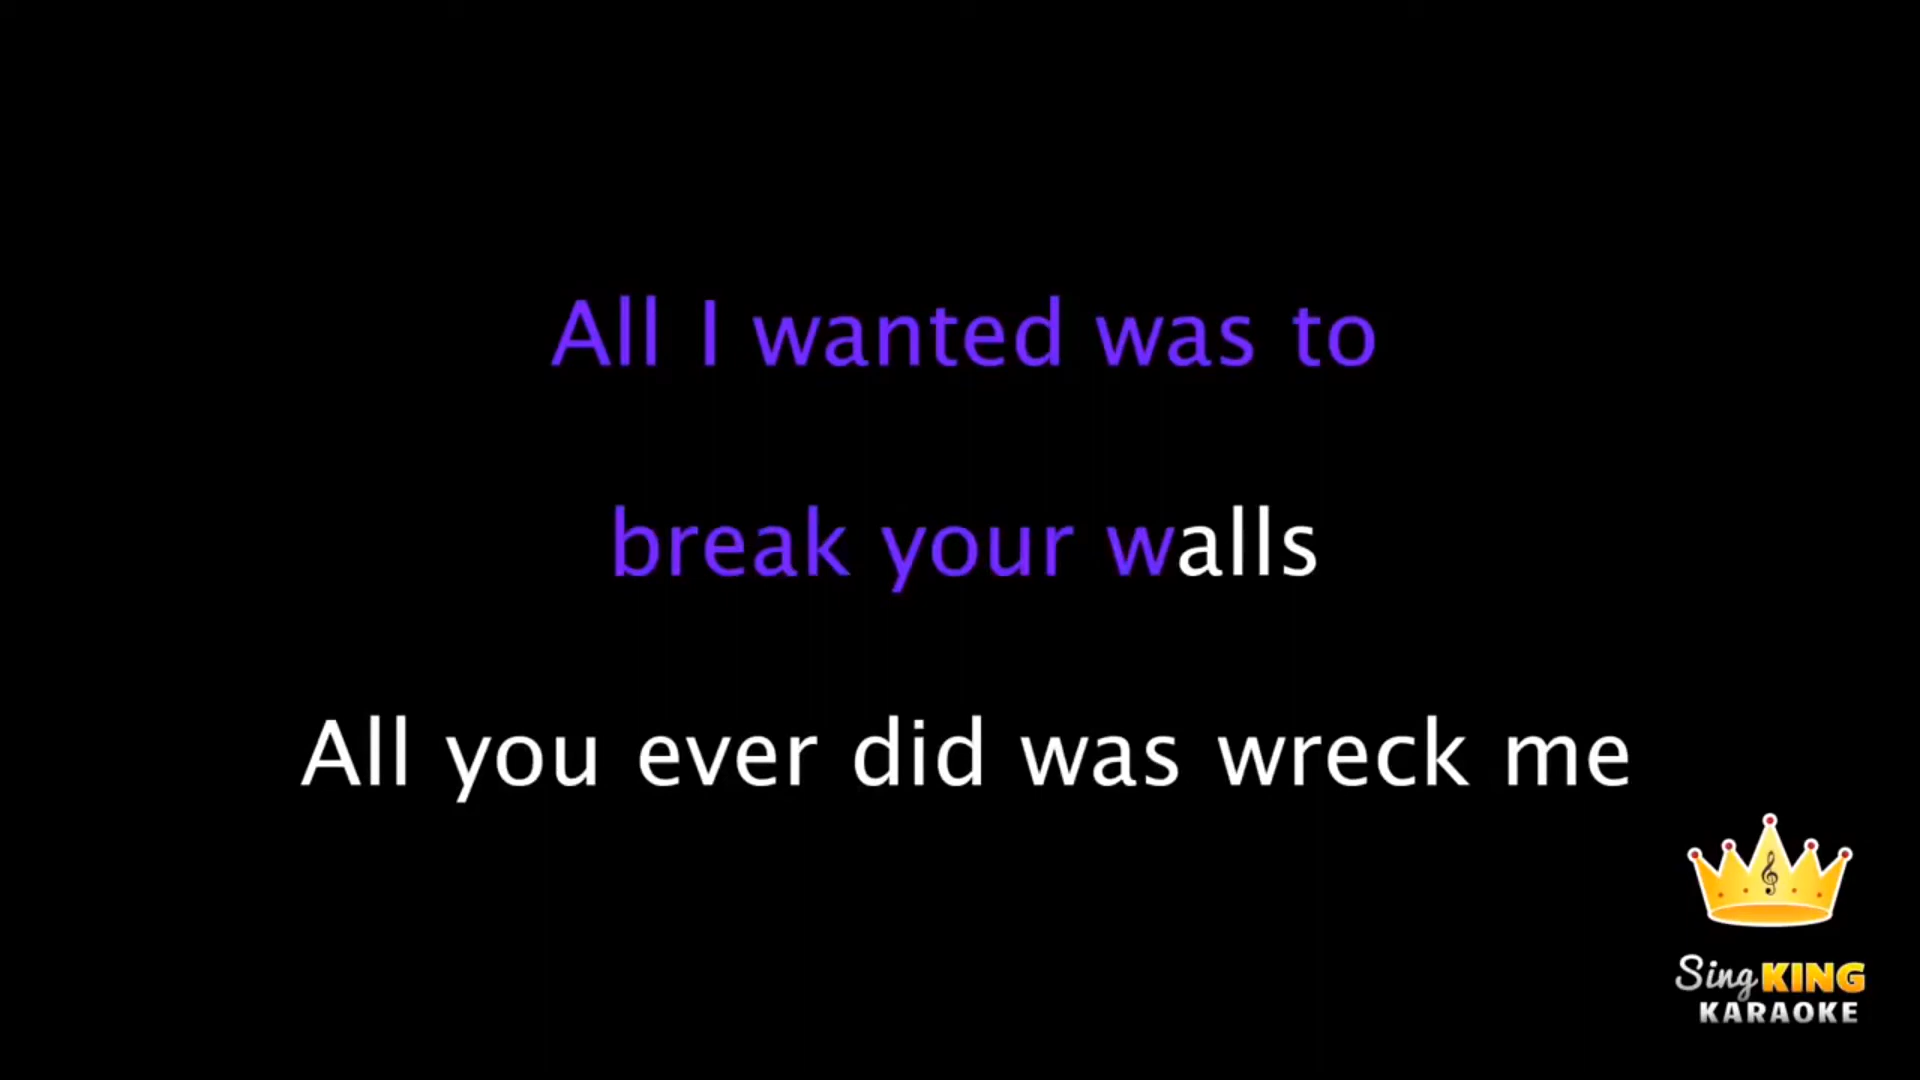 All I wanted was to
break your walls
All you ever did was wreck me
Sing KING
KARAOKE